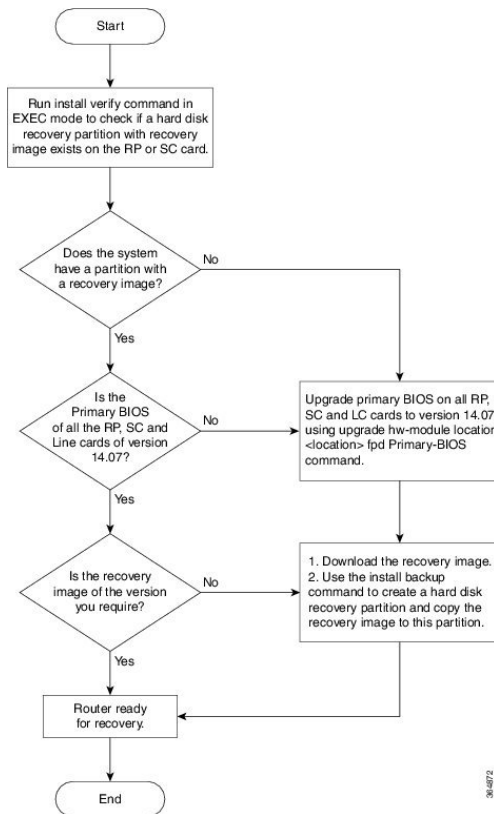 Start
Run install verify command in
EXEC mode to check if a hard disk
recovery partition with recovery
image exists on the RP or SC card.
Does the system
have a partition with
a recovery image?
No
Yes
Is the
Primary BIOS
of all the RP, SC and
Line cards of version
14.07?
No
Upgrade primary BIOS on all RP,
SC and LC cards to version 14.07
using upgrade hw-module location
<location> fpd Primary-BIOS
command.
Yes
Is the recovery
image of the version
you require?
No
1. Download the recovery image.
2. Use the install backup
command to create a hard disk
recovery partition and copy the
recovery image to this partition.
Yes
Router ready
for recovery.
End
364872